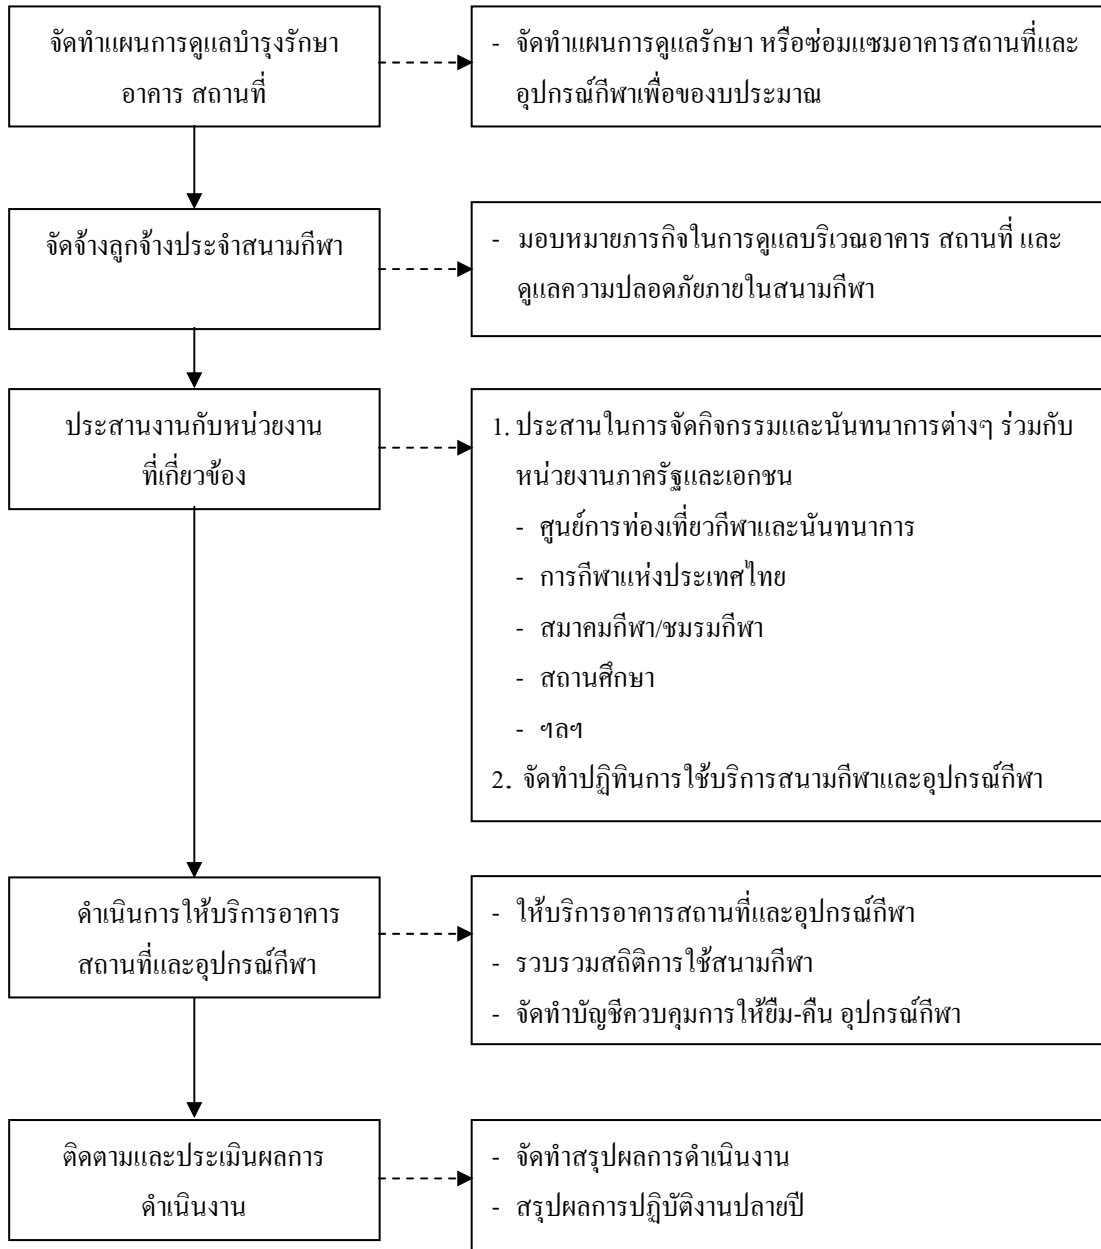 จัดทำแผนการดูแลบำรุงรักษา
อาคาร สถานที่
- จัดทำแผนการดูแลรักษา หรือซ่อมแซมอาคารสถานที่และ
อุปกรณ์กีฬาเพื่อของบประมาณ
จัดจ้างลูกจ้างประจำสนามกีฬา
- มอบหมายภารกิจในการดูแลบริเวณอาคาร สถานที่ และ
ดูแลความปลอดภัยภายในสนามกีฬา
ประสานงานกับหน่วยงาน
ที่เกี่ยวข้อง
1. ประสานในการจัดกิจกรรมและนันทนาการต่างๆ ร่วมกับ
หน่วยงานภาครัฐและเอกชน
- ศูนย์การท่องเที่ยวกีฬาและนันทนาการ
- การกีฬาแห่งประเทศไทย
- สมาคมกีฬา/ชมรมกีฬา
- สถานศึกษา
- ฯลฯ
2. จัดทำปฏิทินการใช้บริการสนามกีฬาและอุปกรณ์กีฬา
ดำเนินการให้บริการอาคาร
สถานที่และอุปกรณ์กีฬา
- ให้บริการอาคารสถานที่และอุปกรณ์กีฬา
- รวบรวมสถิติการใช้สนามกีฬา
- จัดทำบัญชีควบคุมการให้ยืม-คืน อุปกรณ์กีฬา
ติดตามและประเมินผลการ
ดำเนินงาน
- จัดทำสรุปผลการดำเนินงาน
- สรุปผลการปฏิบัติงานปลายปี